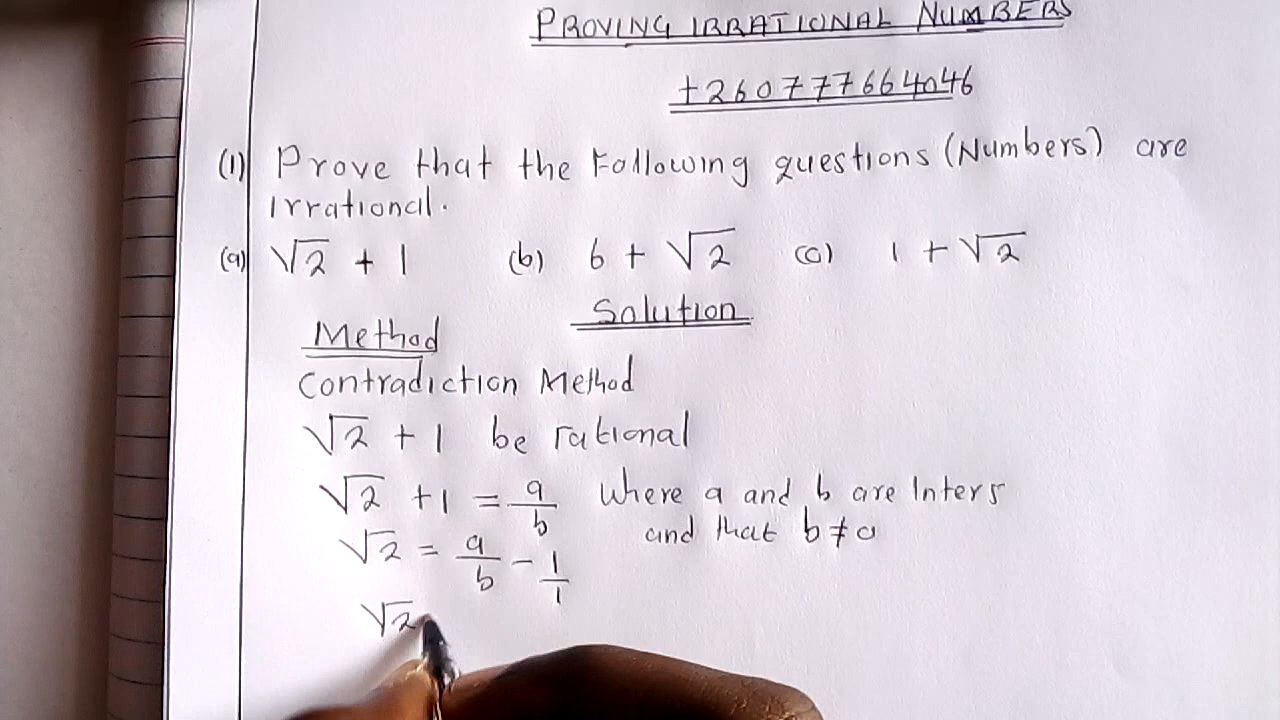 PROVING IRRATIONAL NUMBERS
+260777664046
(1) Prove that the Following questions (Numbers) are
Irrational.
(a) √2 + 1 (b) 6 + √2 (c) 1 + √2
Solution
Method
Contradiction Method
√2 + 1 be rational
√2 + 1 = a/b Where a and b are Inters
and that b ≠ 0
√2 = a/b - 1/1
√2